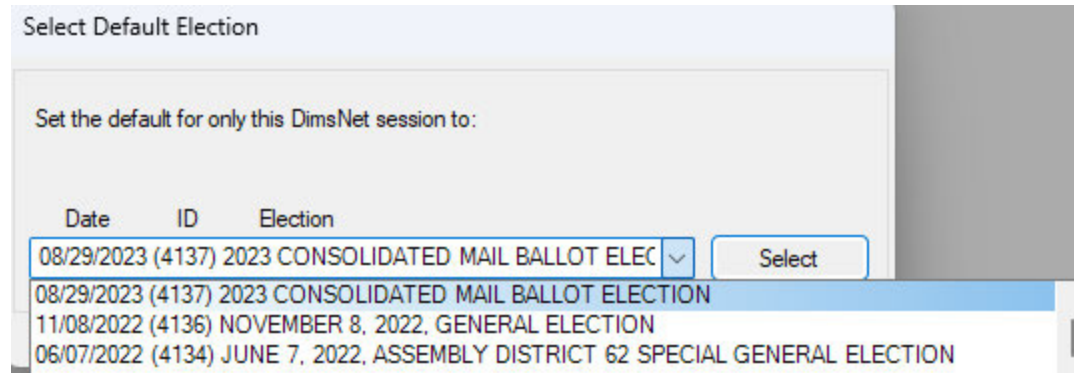 Select Default Election
Set the default for only this DimsNet session to:
Date ID Election
08/29/2023 (4137) 2023 CONSOLIDATED MAIL BALLOT ELEC Select
08/29/2023 (4137) 2023 CONSOLIDATED MAIL BALLOT ELECTION
11/08/2022 (4136) NOVEMBER 8, 2022, GENERAL ELECTION
06/07/2022 (4134) JUNE 7, 2022, ASSEMBLY DISTRICT 62 SPECIAL GENERAL ELECTION